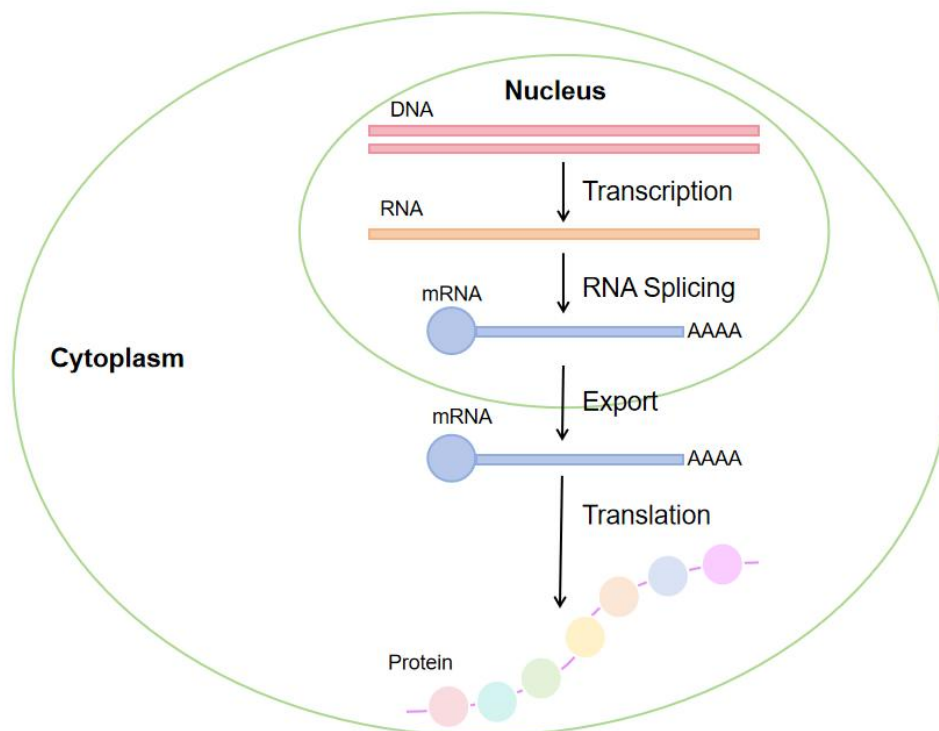 Nucleus
DNA
Transcription
RNA
RNA Splicing
mRNA
AAAA
Cytoplasm
Export
mRNA
AAAA
Translation
Protein